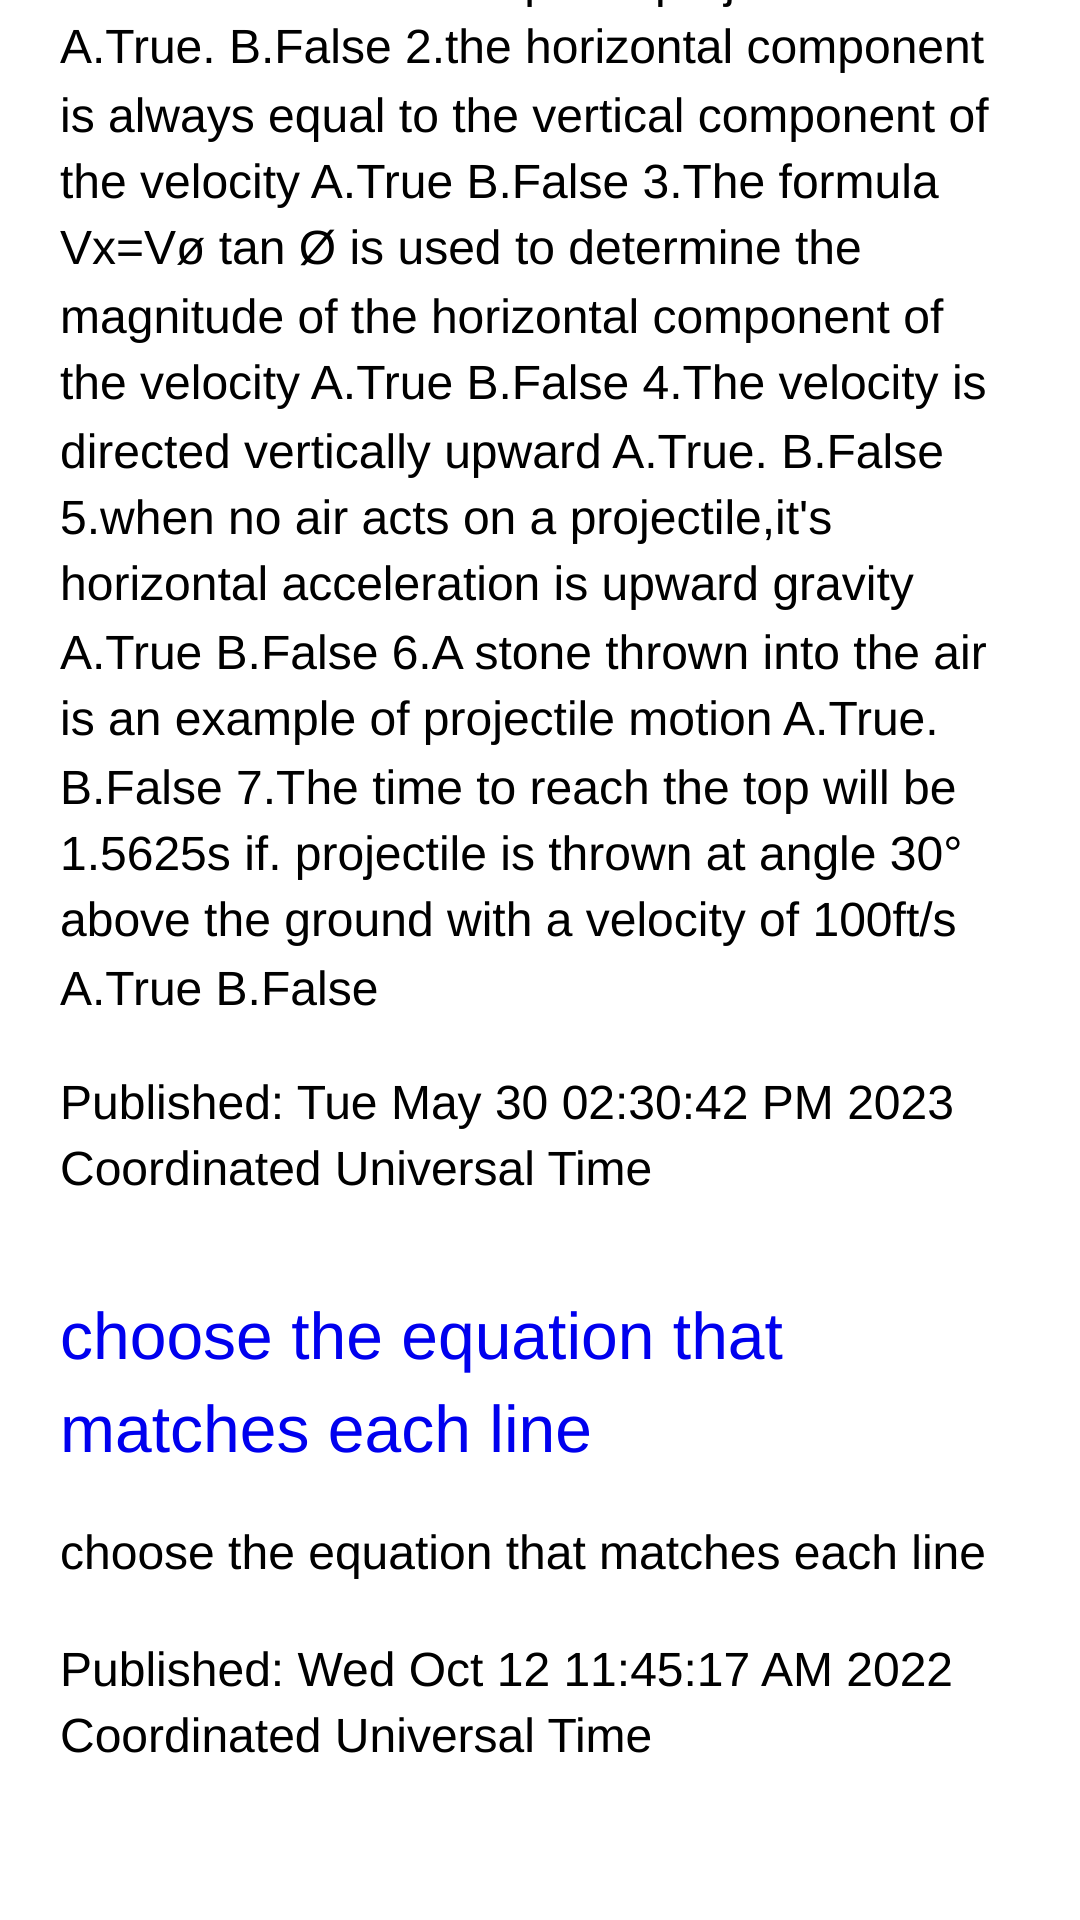 A.True. B.False 2.the horizontal component
is always equal to the vertical component of
the velocity A.True B.False 3.The formula
Vx=Vø tan Ø is used to determine the
magnitude of the horizontal component of
the velocity A.True B.False 4.The velocity is
directed vertically upward A.True. B.False
5.when no air acts on a projectile,it's
horizontal acceleration is upward gravity
A.True B.False 6.A stone thrown into the air
is an example of projectile motion A.True.
B.False 7.The time to reach the top will be
1.5625s if. projectile is thrown at angle 30°
above the ground with a velocity of 100ft/s
A.True B.False
Published: Tue May 30 02:30:42 PM 2023
Coordinated Universal Time
choose the equation that
matches each line
choose the equation that matches each line
Published: Wed Oct 12 11:45:17 AM 2022
Coordinated Universal Time